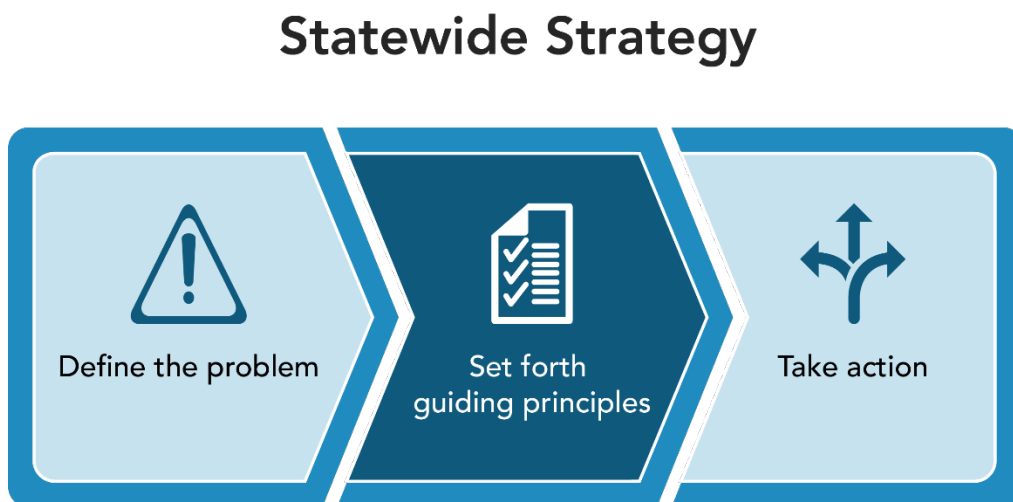 Statewide Strategy
Define the problem
Set forth
guiding principles
Take action